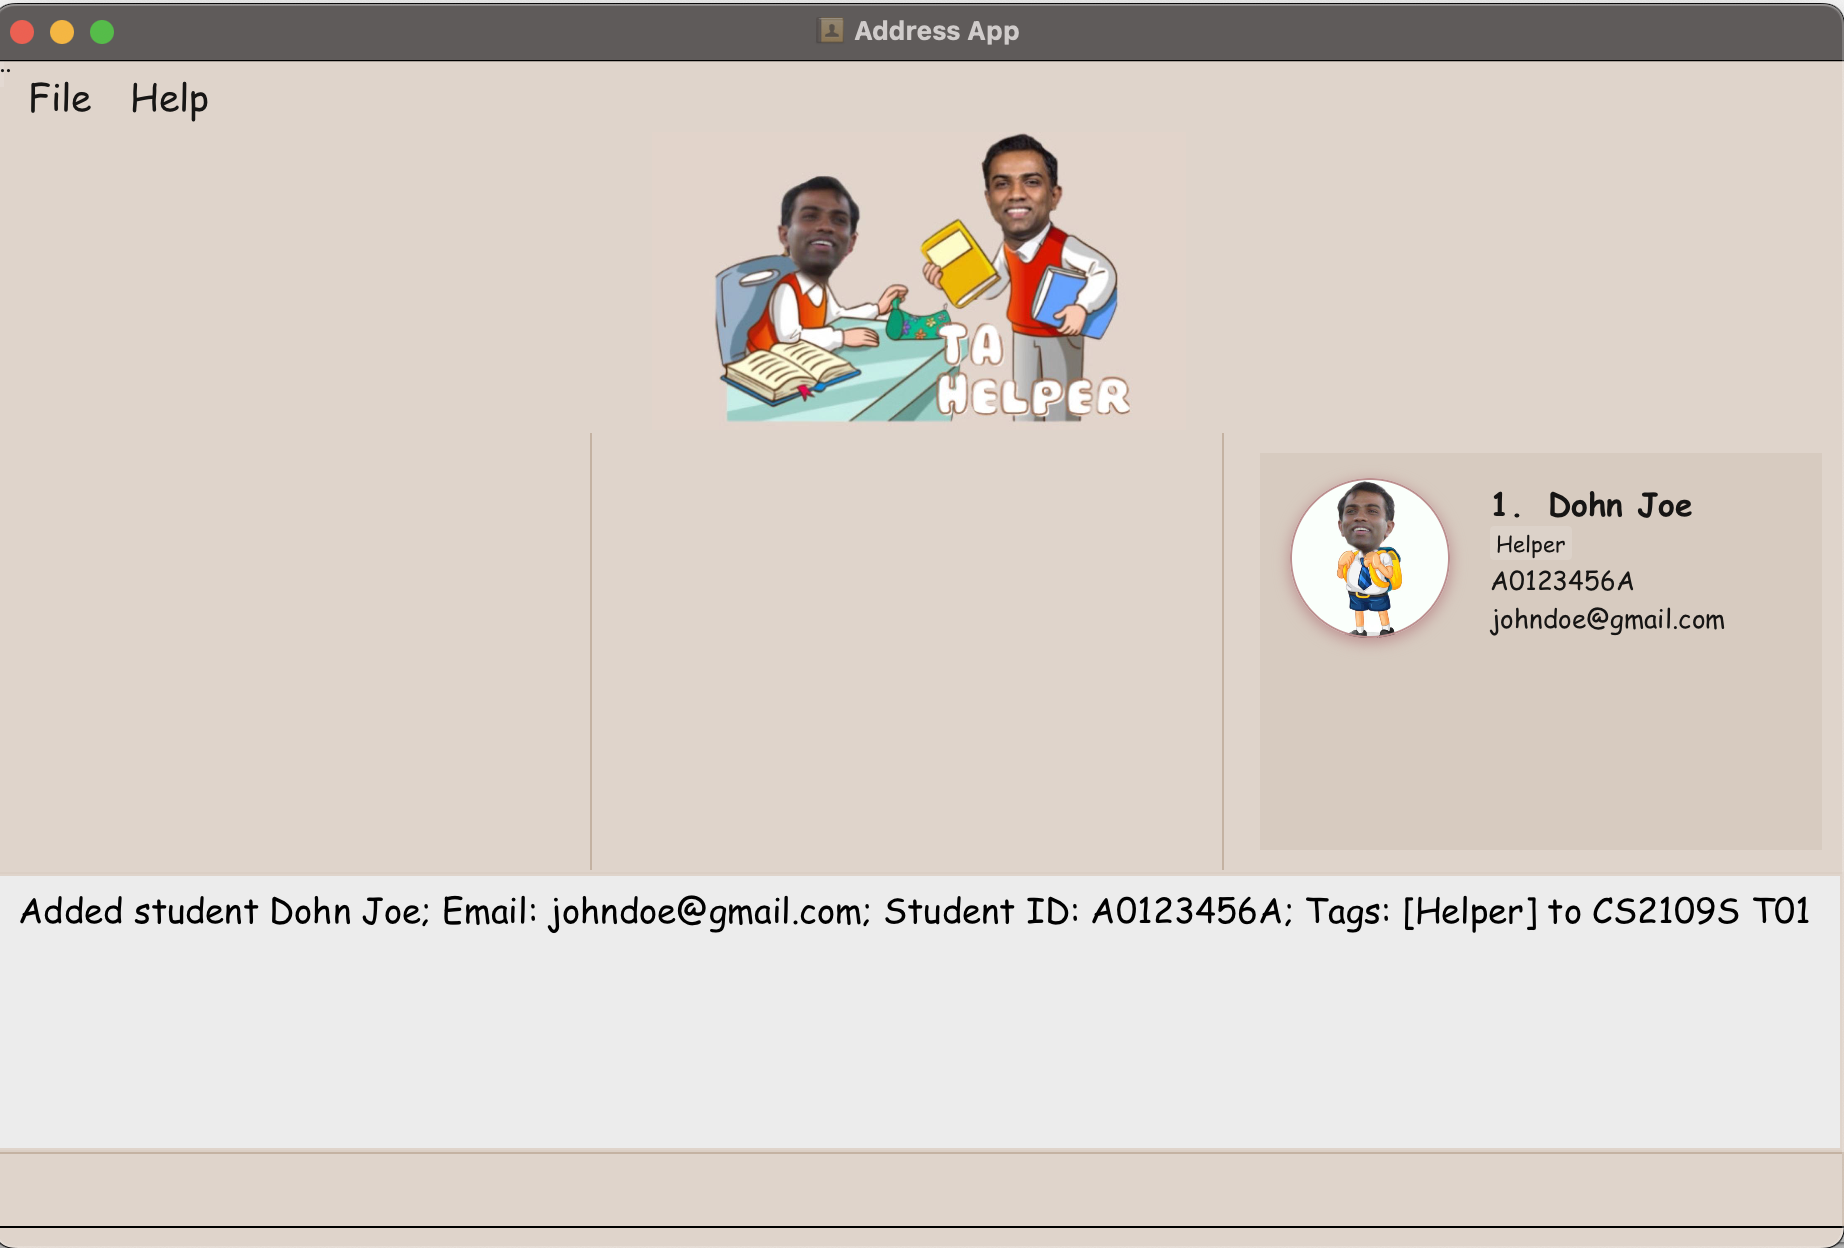 Address App
File Help
TA
HELPER
1. Dohn Joe
Helper
A0123456A
johndoe@gmail.com
Added student Dohn Joe; Email: johndoe@gmail.com; Student ID: A0123456A; Tags: [Helper] to CS2109S T01